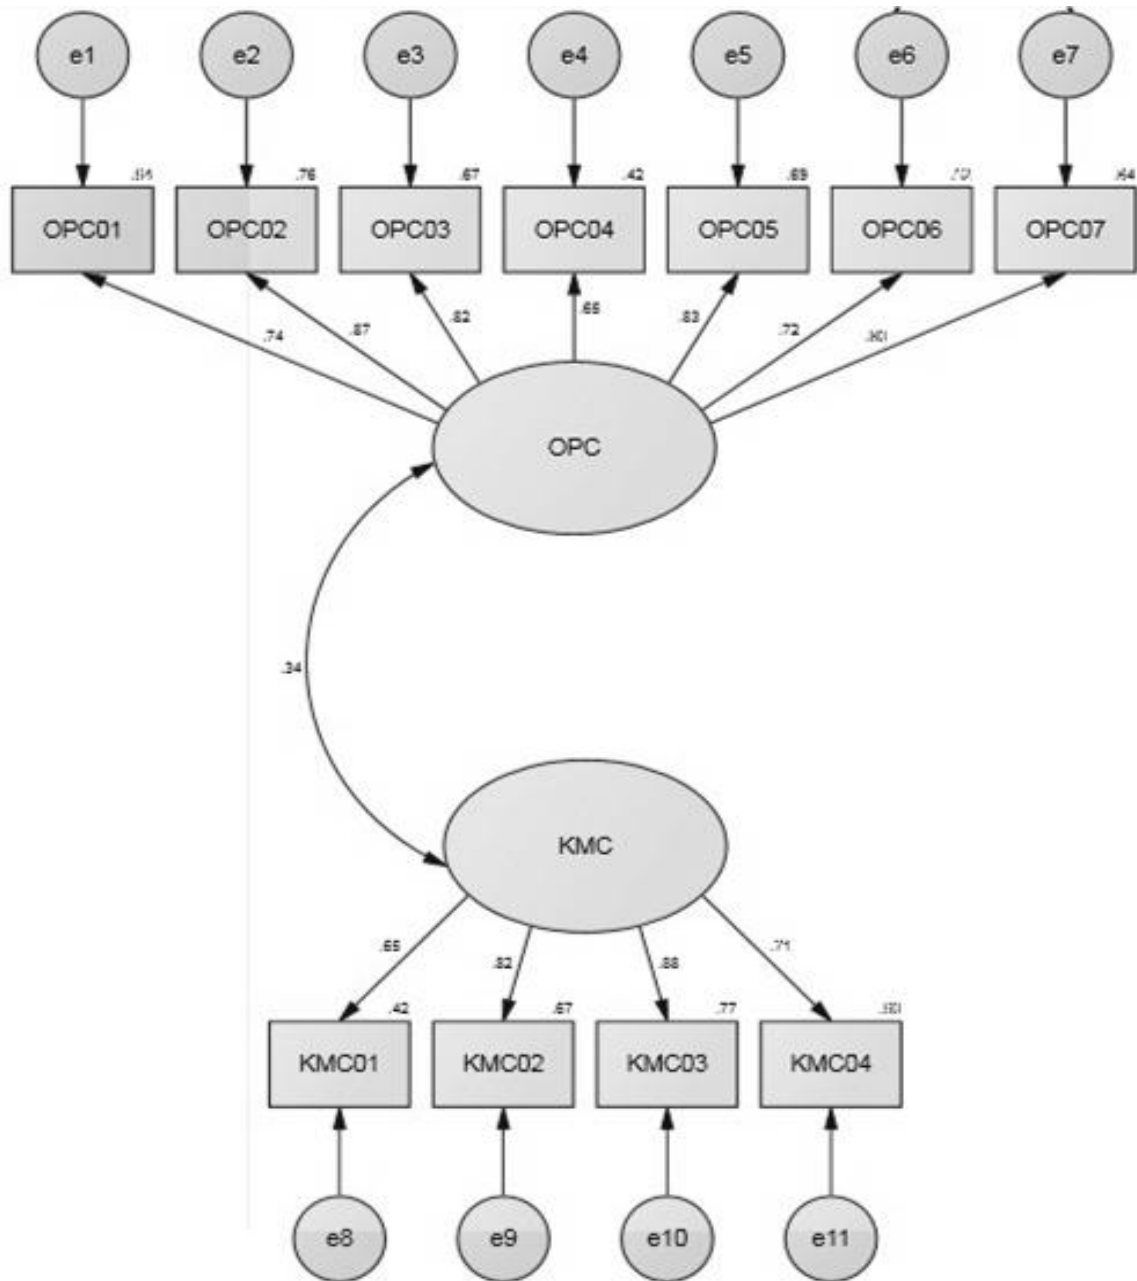 e1 e2 e3 e4 e5 e6 e7
.76 .67 .42 .69 .64
OPC01 OPC02 OPC03 OPC04 OPC05 OPC06 OPC07
.74 .87 .82 .65 .83 .72
OPC
.34
KMC
.65 .82 .88 .71
.42 .67 .77
KMC01 KMC02 KMC03 KMC04
e8 e9 e10 e11